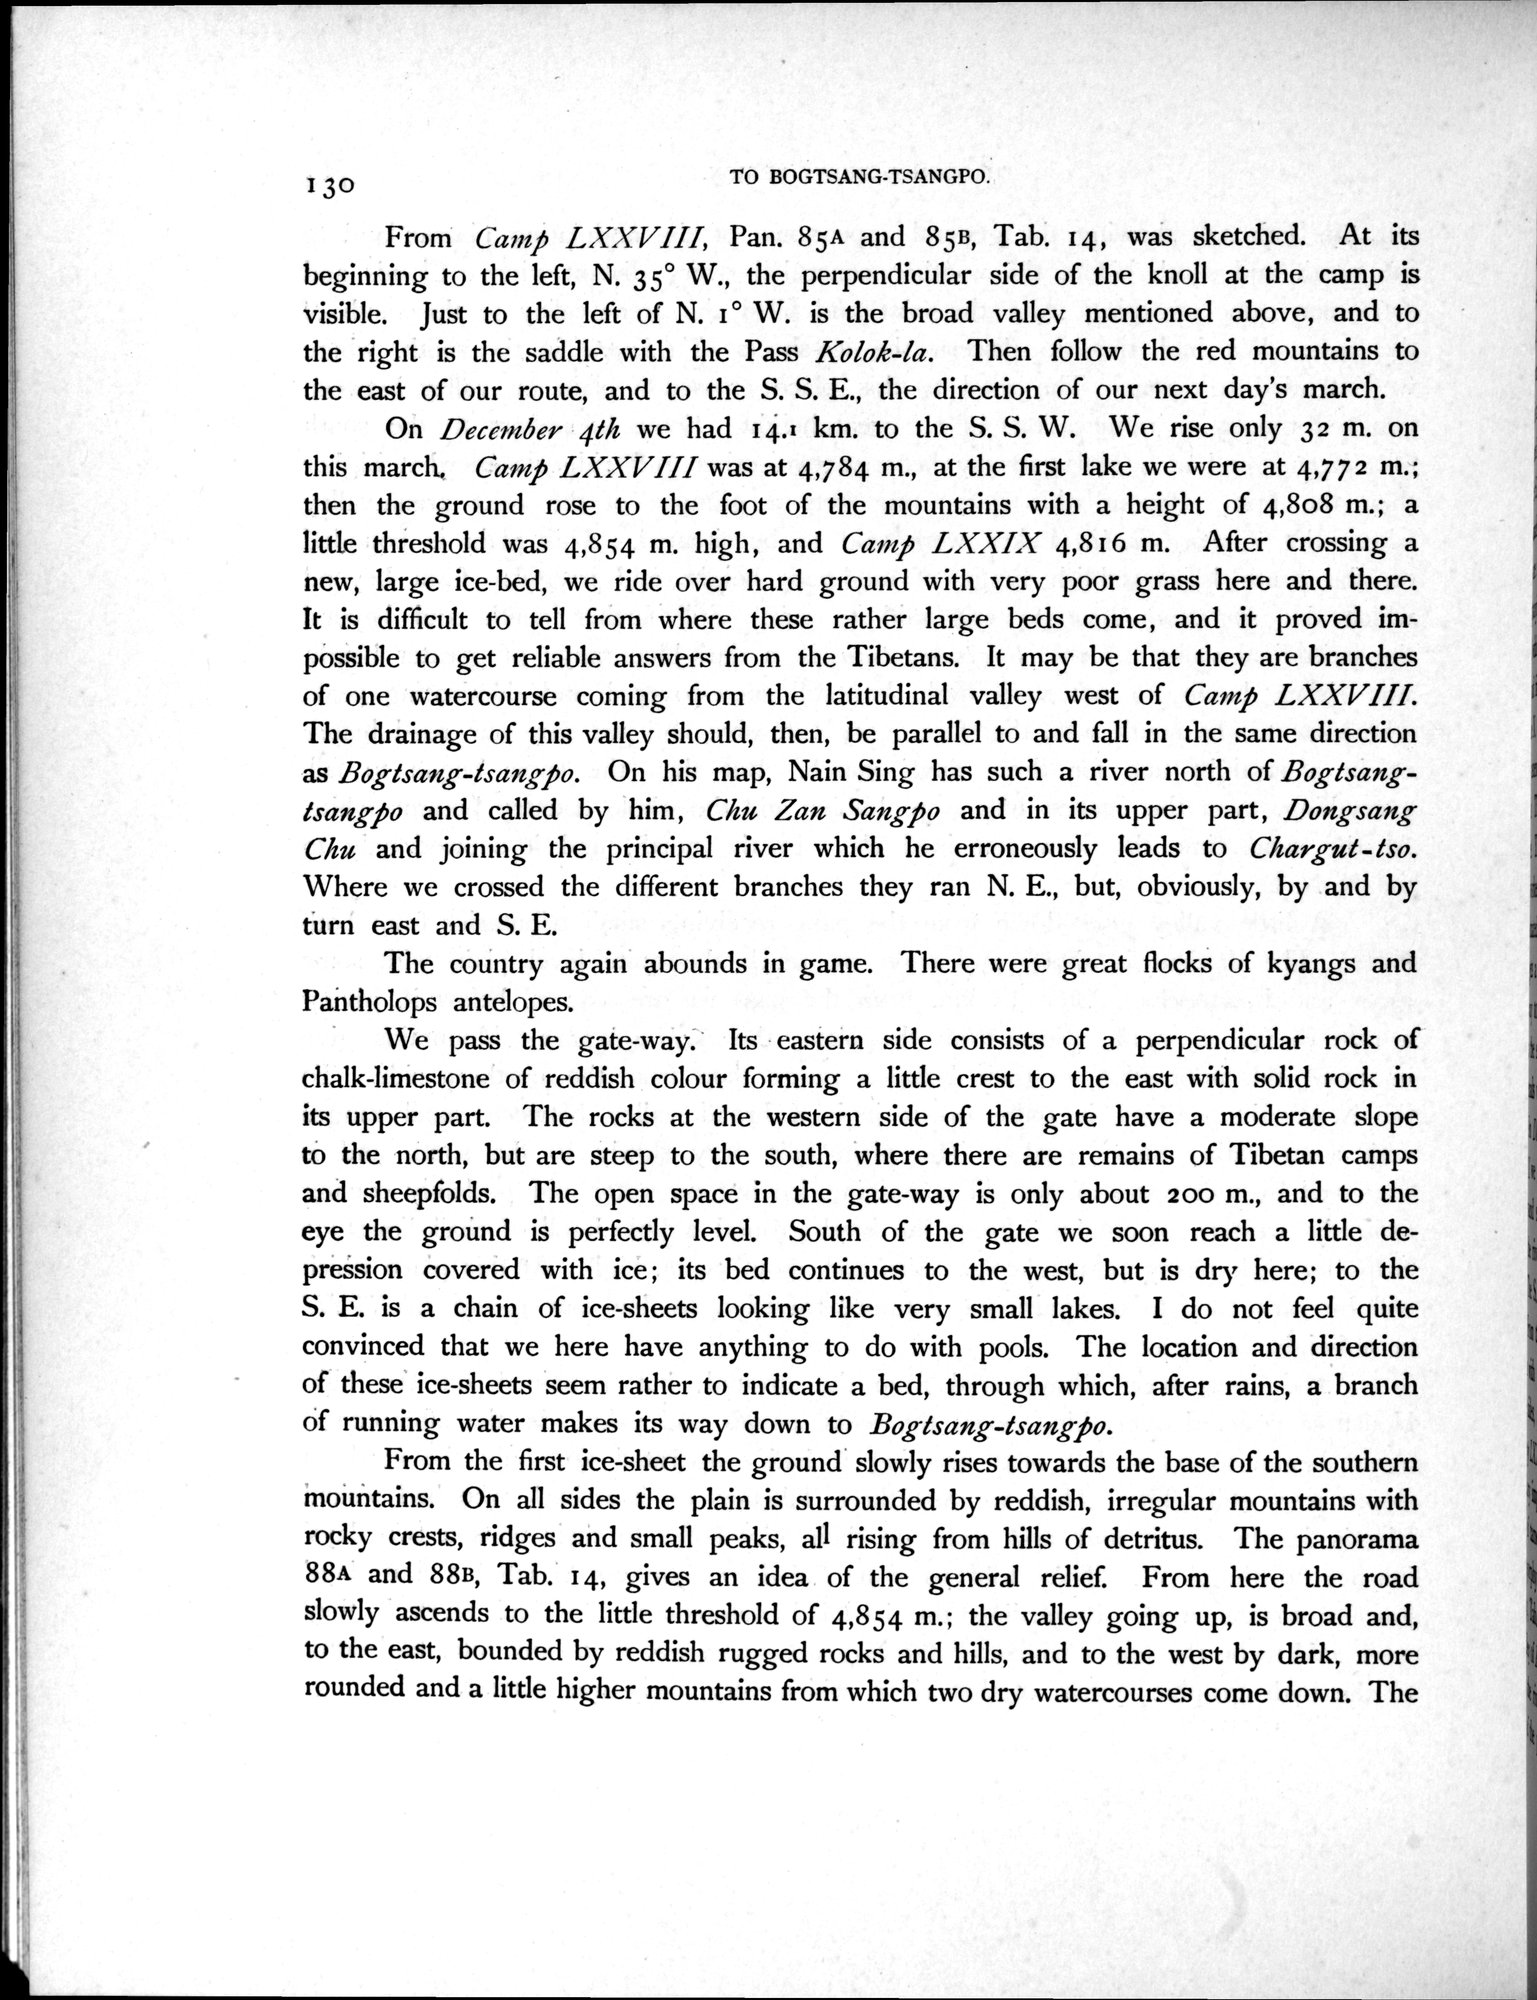 130
TO BOGTSANG-TSANGPO.
From Camp LXXVIII, Pan. 85A and 85B, Tab. 14, was sketched. At its
beginning to the left, N. 35° W., the perpendicular side of the knoll at the camp is
visible. Just to the left of N. 1° W. is the broad valley mentioned above, and to
the right is the saddle with the Pass Kolok-la. Then follow the red mountains to
the east of our route, and to the S. S. E., the direction of our next day's march.
On December 4th we had 14.1 km. to the S. S. W. We rise only 32 m. on
this march. Camp LXXVIII was at 4,784 m., at the first lake we were at 4,772 m.;
then the ground rose to the foot of the mountains with a height of 4,808 m.; a
little threshold was 4,854 m. high, and Camp LXXIX 4,816 m. After crossing a
new, large ice-bed, we ride over hard ground with very poor grass here and there.
It is difficult to tell from where these rather large beds come, and it proved im-
possible to get reliable answers from the Tibetans. It may be that they are branches
of one watercourse coming from the latitudinal valley west of Camp LXXVIII.
The drainage of this valley should, then, be parallel to and fall in the same direction
as Bogtsang-tsangpo. On his map, Nain Sing has such a river north of Bogtsang-
tsangpo and called by him, Chu Zan Sangpo and in its upper part, Dongsang
Chu and joining the principal river which he erroneously leads to Chargut-tso.
Where we crossed the different branches they ran N. E., but, obviously, by and by
turn east and S. E.
The country again abounds in game. There were great flocks of kyangs and
Pantholops antelopes.
We pass the gate-way. Its eastern side consists of a perpendicular rock of
chalk-limestone of reddish colour forming a little crest to the east with solid rock in
its upper part. The rocks at the western side of the gate have a moderate slope
to the north, but are steep to the south, where there are remains of Tibetan camps
and sheepfolds. The open space in the gate-way is only about 200 m., and to the
eye the ground is perfectly level. South of the gate we soon reach a little de-
pression covered with ice; its bed continues to the west, but is dry here; to the
S. E. is a chain of ice-sheets looking like very small lakes. I do not feel quite
convinced that we here have anything to do with pools. The location and direction
of these ice-sheets seem rather to indicate a bed, through which, after rains, a branch
of running water makes its way down to Bogtsang-tsangpo.
From the first ice-sheet the ground slowly rises towards the base of the southern
mountains. On all sides the plain is surrounded by reddish, irregular mountains with
rocky crests, ridges and small peaks, all rising from hills of detritus. The panorama
88A and 88B, Tab. 14, gives an idea of the general relief. From here the road
slowly ascends to the little threshold of 4,854 m.; the valley going up, is broad and,
to the east, bounded by reddish rugged rocks and hills, and to the west by dark, more
rounded and a little higher mountains from which two dry watercourses come down. The